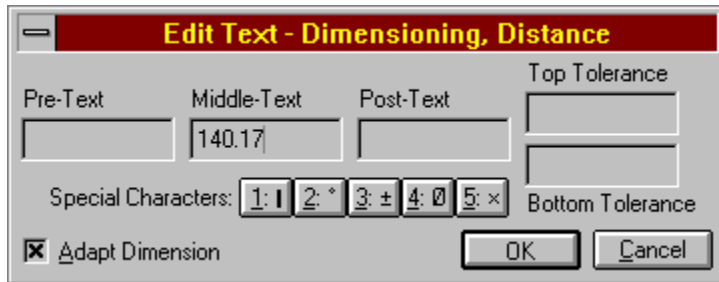 Edit Text - Dimensioning, Distance
Top Tolerance
Pre-Text Middle-Text Post-Text
140.17
Special Characters: 1: I 2: ° 3: ± 4: Ø 5: ×
Bottom Tolerance
Adapt Dimension OK Cancel